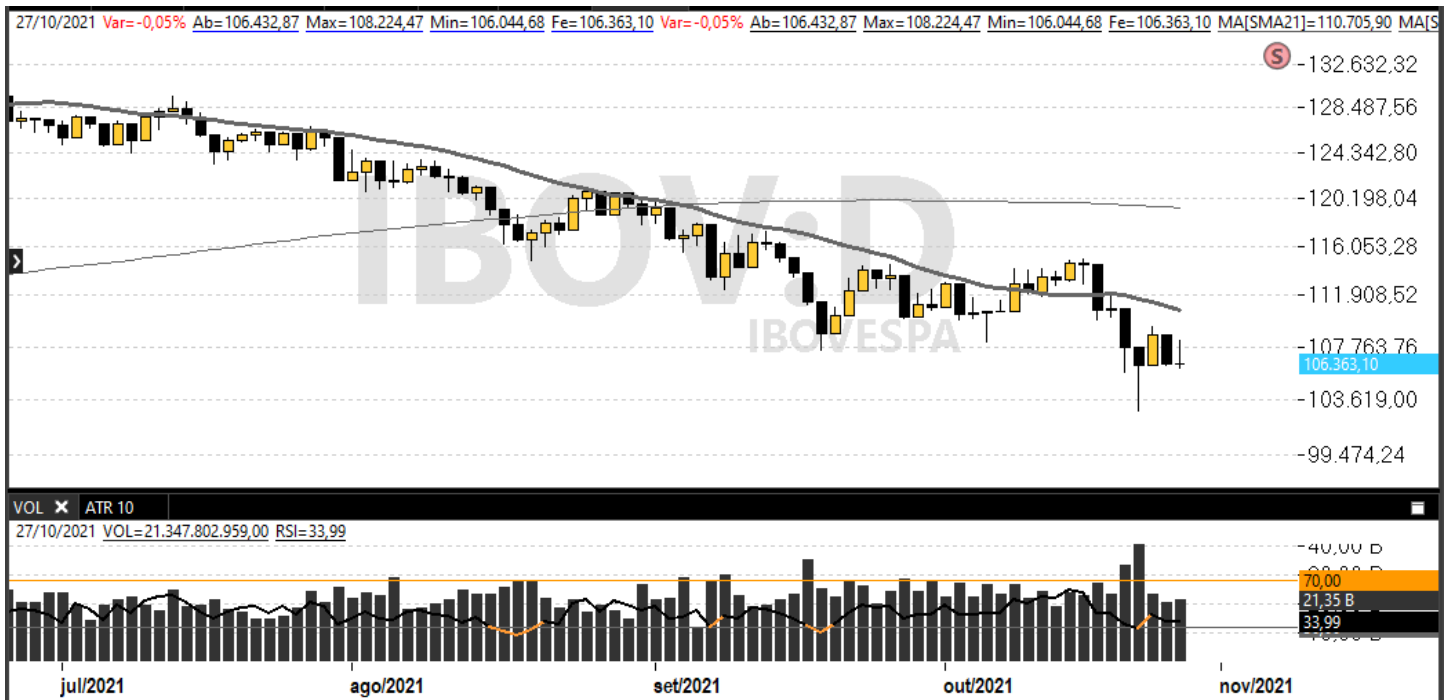 27/10/2021 Var=-0,05% Ab=106.432,87 Max=108.224,47 Min=106.044,68 Fe=106.363,10 Var=-0,05% Ab=106.432,87 Max=108.224,47 Min=106.044,68 Fe=106.363,10 MA[SMA21]=110.705,90 MA[S
S
132.632,32
128.487,56
124.342,80
120.198,04
116.053,28
111.908,52
107.763,76
106.363,10
103.619,00
99.474,24
IBOV:D
IBOVESPA
VOL ATR 10
27/10/2021 VOL=21.347.802.959,00 RSI=33,99
40,00 B
70,00
21,35 B
33,99
jul/2021 ago/2021 set/2021 out/2021 nov/2021